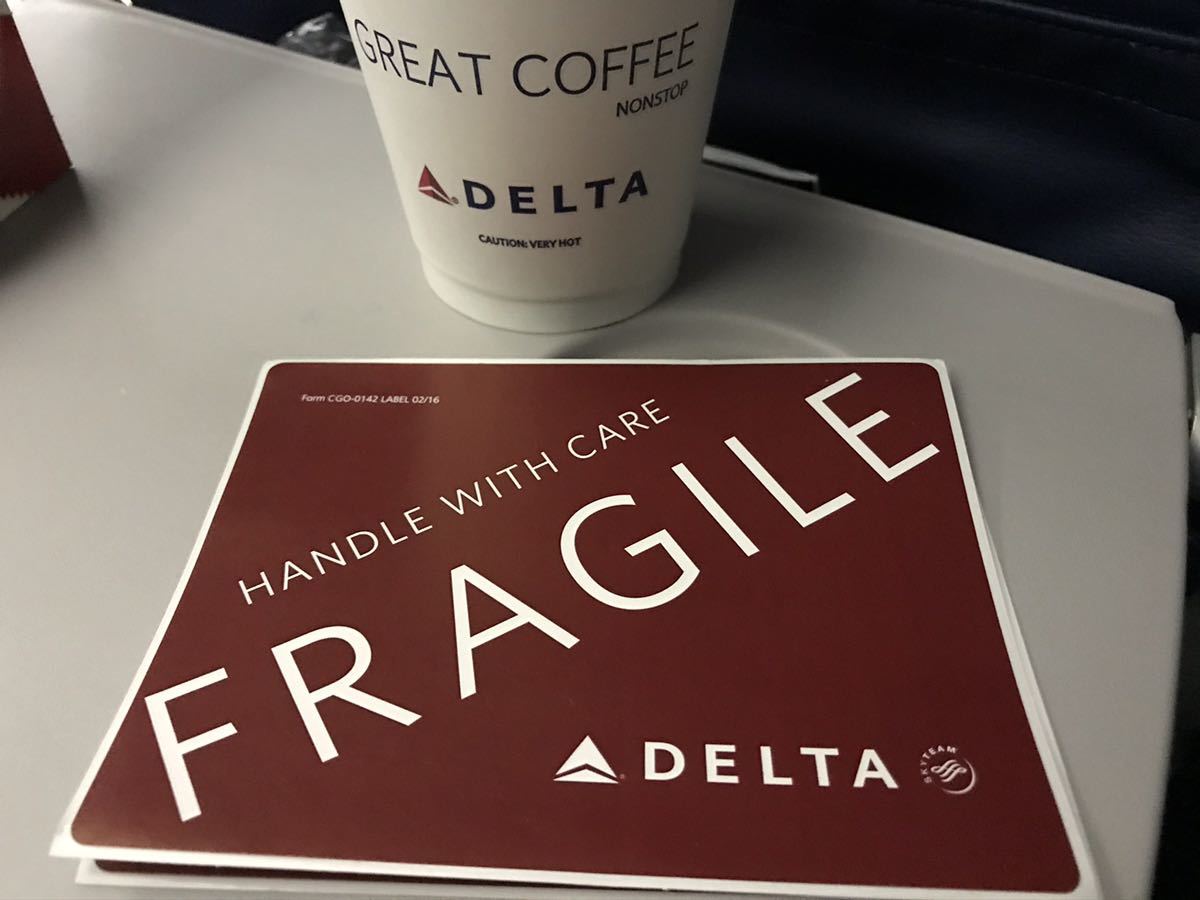 GREAT COFFEE
NONSTOP
DELTA
CAUTION: VERY HOT
Form CGO-0142 LABEL 02/16
HANDLE WITH CARE
FRAGILE
DELTA
SKYTEAM